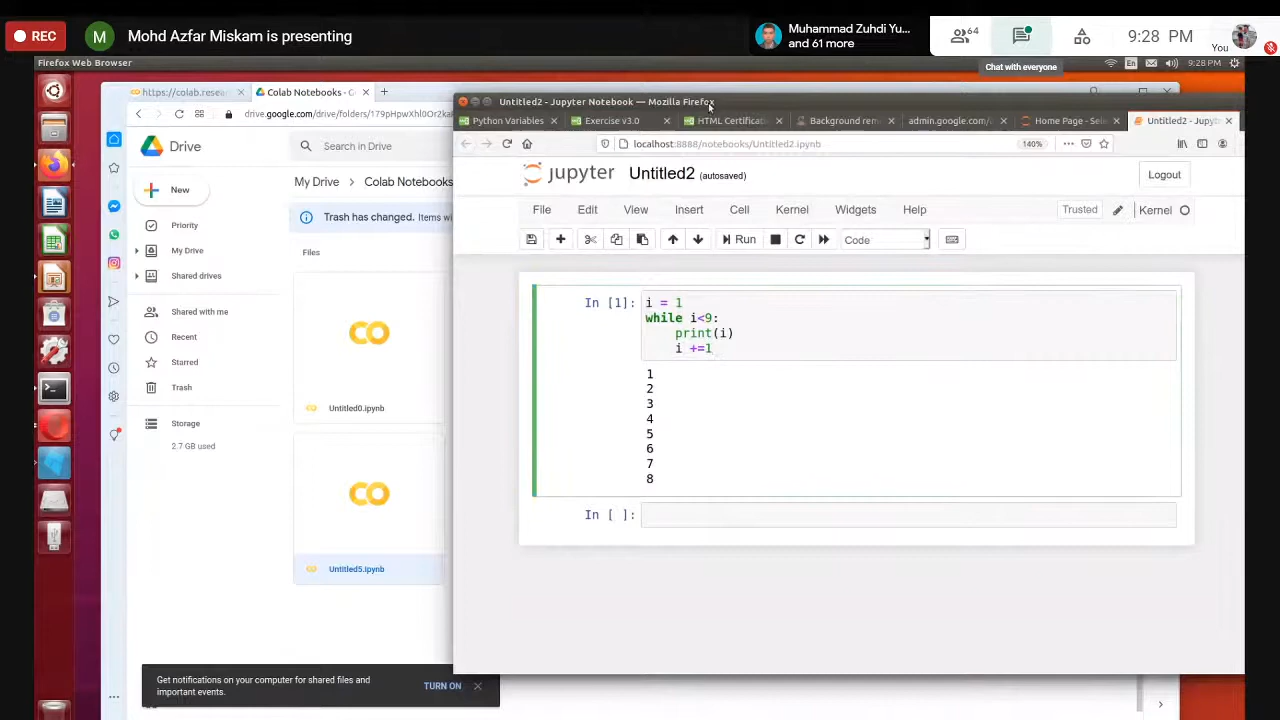 REC
M
Mohd Azfar Miskam is presenting
Muhammad Zuhdi Yu...
and 61 more
64
9:28 PM
You
Chat with everyone
Firefox Web Browser
En
9:28 PM
https://colab.resea
Colab Notebooks - G
drive.google.com/drive/folders/179pHpwXhl0Or2ka
Drive
Search in Drive
New
My Drive
Colab Notebooks
Trash has changed. Items wi
Priority
My Drive
Shared drives
Shared with me
Recent
Starred
Trash
Storage
2.7 GB used
Files
Untitled0.ipynb
Untitled5.ipynb
Get notifications on your computer for shared files and
important events.
TURN ON
Untitled2 - Jupyter Notebook — Mozilla Firefox
Python Variables
Exercise v3.0
HTML Certificati
Background rem
admin.google.com/
Home Page - Sele
Untitled2 - Jupyt
localhost:8888/notebooks/Untitled2.ipynb
140%
jupyter Untitled2 (autosaved)
Logout
File Edit View Insert Cell Kernel Widgets Help
Trusted
Kernel
Run
Code
In [1]:
i = 1
while i<9:
print(i)
i +=1
1
2
3
4
5
6
7
8
In [ ]: